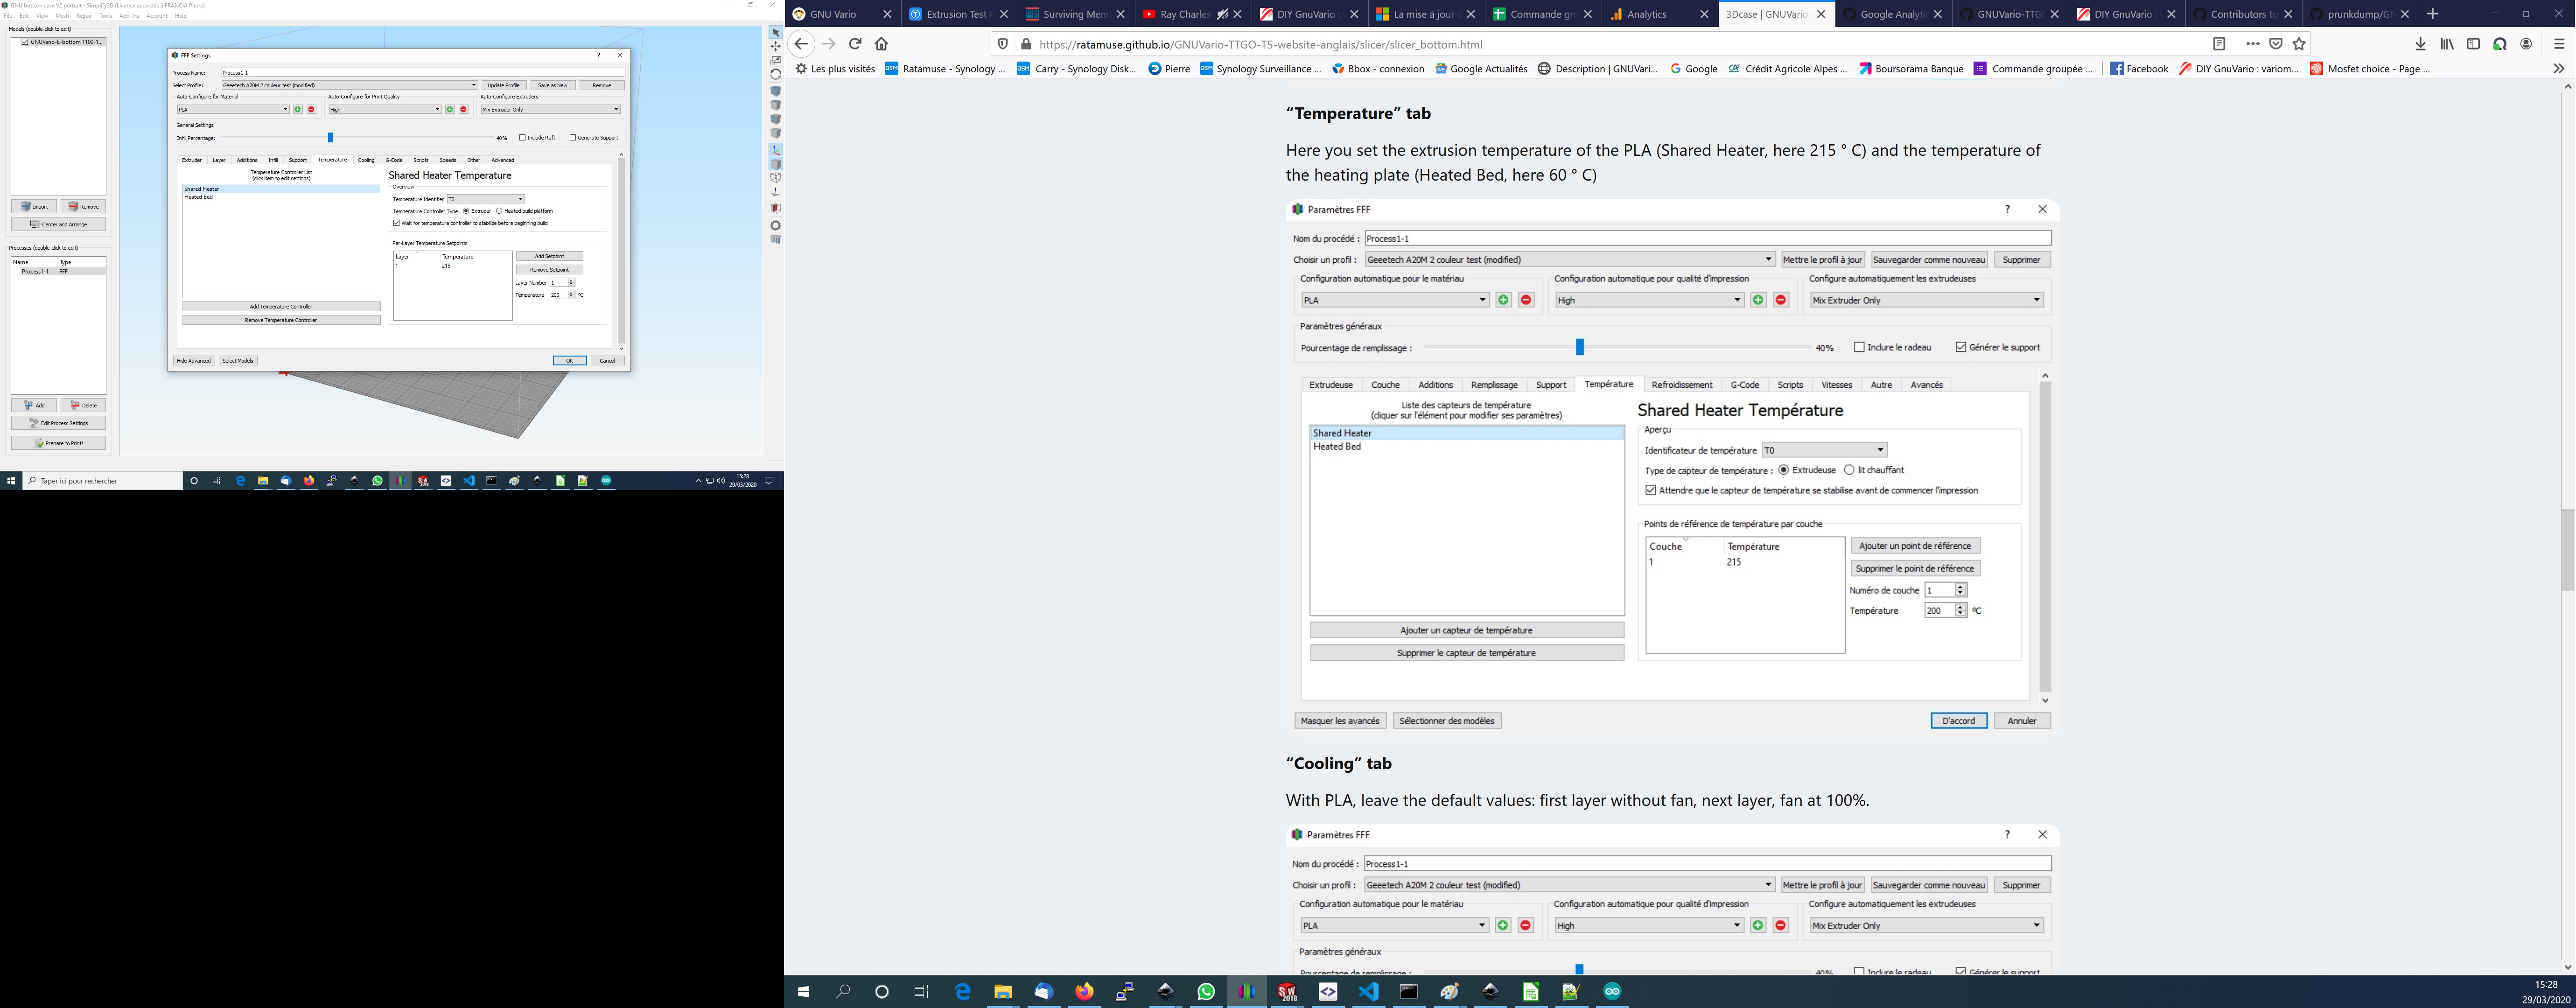 GNU bottom case V2 portrait - Simplify3D (Licence accordée à FRANCIA Pierre)
File Edit View Mesh Repair Tools Add-Ins Account Help
Models (double-click to edit)
GNUVario-E-bottom 1100-1...
Import Remove
Center and Arrange
Processes (double-click to edit)
Name Type
Process1-1 FFF
Add Delete
Edit Process Settings
Prepare to Print!
FFF Settings ?
Process Name: Process1-1
Select Profile: Geeetech A20M 2 couleur test (modified) Update Profile Save as New Remove
Auto-Configure for Material Auto-Configure for Print Quality Auto-Configure Extruders
PLA High Mix Extruder Only
General Settings
Infill Percentage: 40% Include Raft Generate Support
Extruder Layer Additions Infill Support Temperature Cooling G-Code Scripts Speeds Other Advanced
Temperature Controller List
(click item to edit settings)
Shared Heater
Heated Bed
Add Temperature Controller
Remove Temperature Controller
Shared Heater Temperature
Overview
Temperature Identifier T0
Temperature Controller Type: Extruder Heated build platform
Wait for temperature controller to stabilize before beginning build
Per-Layer Temperature Setpoints
Layer Temperature
1 215
Add Setpoint
Remove Setpoint
Layer Number 1
Temperature 200 ºC
Hide Advanced Select Models OK Cancel
Taper ici pour rechercher
15:28
29/03/2020
GNU Vario Extrusion Test Surviving Mem Ray Charles DIY GnuVario : La mise à jour Commande gr Analytics 3Dcase | GNUVario Google Analyti GNUVario-TTG DIY GnuVario : Contributors to prunkdump/GN
https://ratamuse.github.io/GNUVario-TTGO-T5-website-anglais/slicer/slicer_bottom.html
Les plus visités Ratamuse - Synology ... Carry - Synology Disk... Pierre Synology Surveillance ... Bbox - connexion Google Actualités Description | GNUVari... Google Crédit Agricole Alpes ... Boursorama Banque Commande groupée ... Facebook DIY GnuVario : variom... Mosfet choice - Page ...
“Temperature” tab
Here you set the extrusion temperature of the PLA (Shared Heater, here 215 ° C) and the temperature of
the heating plate (Heated Bed, here 60 ° C)
Paramètres FFF ?
Nom du procédé : Process1-1
Choisir un profil : Geeetech A20M 2 couleur test (modified) Mettre le profil à jour Sauvegarder comme nouveau Supprimer
Configuration automatique pour le matériau Configuration automatique pour qualité d'impression Configure automatiquement les extrudeuses
PLA High Mix Extruder Only
Paramètres généraux
Pourcentage de remplissage : 40% Inclure le radeau Générer le support
Extrudeuse Couche Additions Remplissage Support Température Refroidissement G-Code Scripts Vitesses Autre Avancés
Liste des capteurs de température
(cliquer sur l'élément pour modifier ses paramètres)
Shared Heater
Heated Bed
Ajouter un capteur de température
Supprimer le capteur de température
Shared Heater Température
Aperçu
Identificateur de température T0
Type de capteur de température : Extrudeuse lit chauffant
Attendre que le capteur de température se stabilise avant de commencer l'impression
Points de référence de température par couche
Couche Température
1 215
Ajouter un point de référence
Supprimer le point de référence
Numéro de couche 1
Température 200 ºC
Masquer les avancés Sélectionner des modèles D'accord Annuler
“Cooling” tab
With PLA, leave the default values: first layer without fan, next layer, fan at 100%.
Paramètres FFF ?
Nom du procédé : Process1-1
Choisir un profil : Geeetech A20M 2 couleur test (modified) Mettre le profil à jour Sauvegarder comme nouveau Supprimer
Configuration automatique pour le matériau Configuration automatique pour qualité d'impression Configure automatiquement les extrudeuses
PLA High Mix Extruder Only
Paramètres généraux
Pourcentage de remplissage : 40% Inclure le radeau Générer le support
15:28
29/03/2020